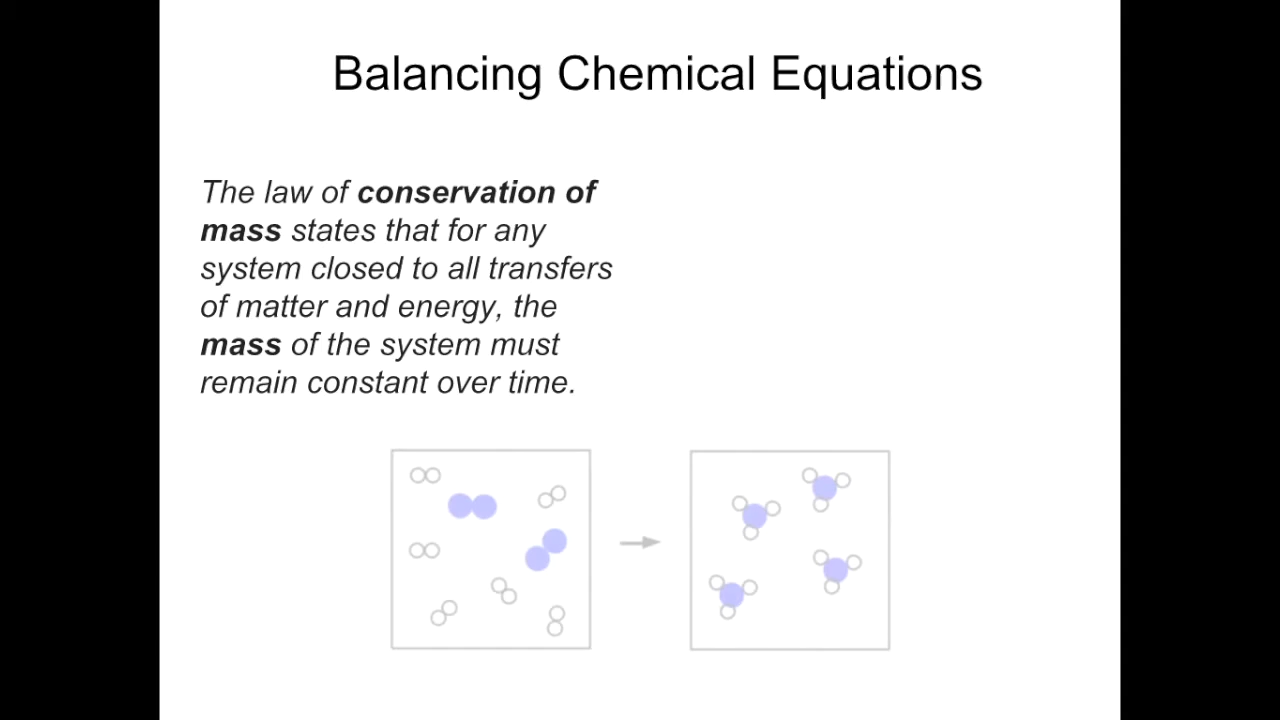 Balancing Chemical Equations
The law of conservation of
mass states that for any
system closed to all transfers
of matter and energy, the
mass of the system must
remain constant over time.